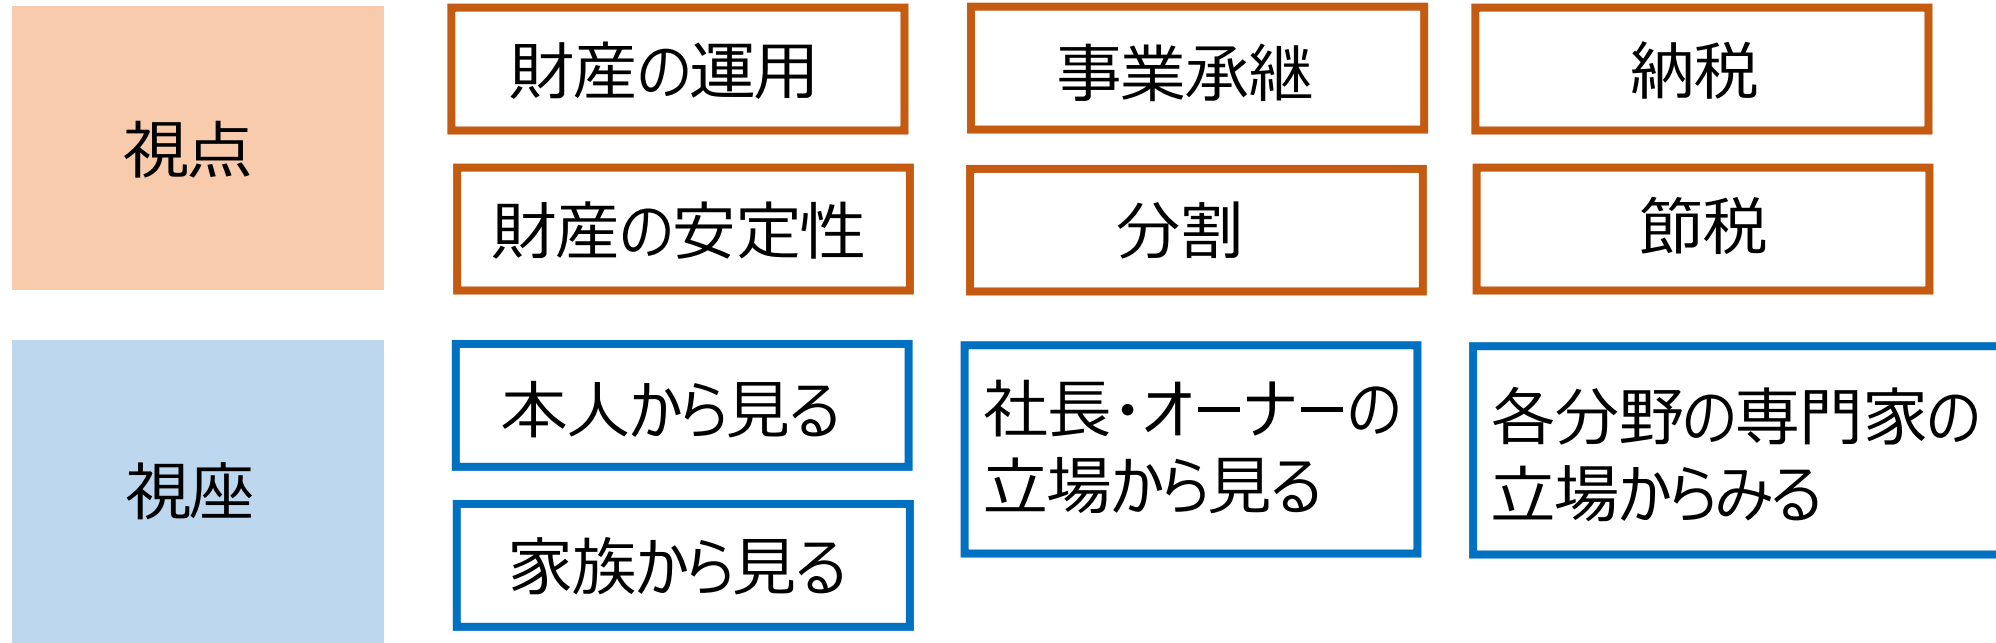 視点
財産の運用
事業承継
納税
財産の安定性
分割
節税
視座
本人から見る
社長・オーナーの
立場から見る
各分野の専門家の
立場からみる
家族から見る